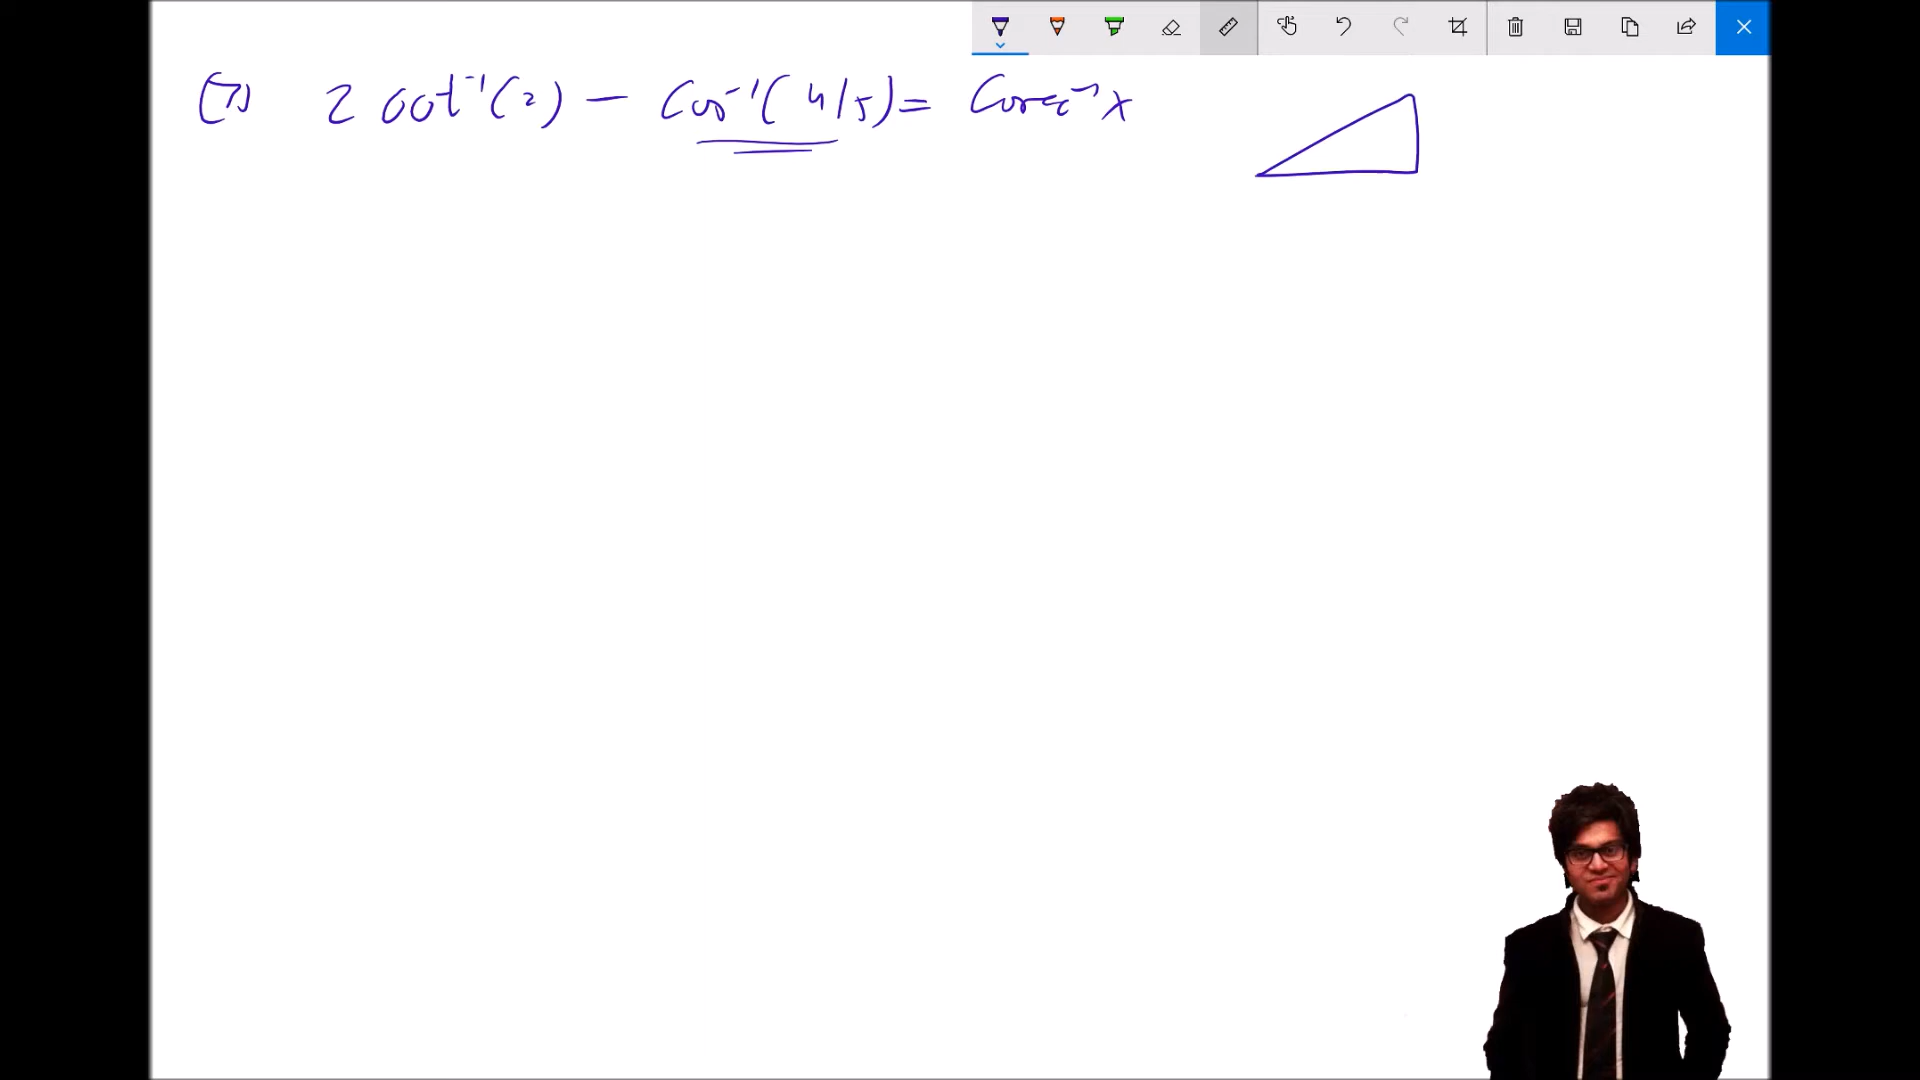 (7) 2 cot⁻¹(2) − Cos⁻¹(4/5) = Cosec⁻¹x